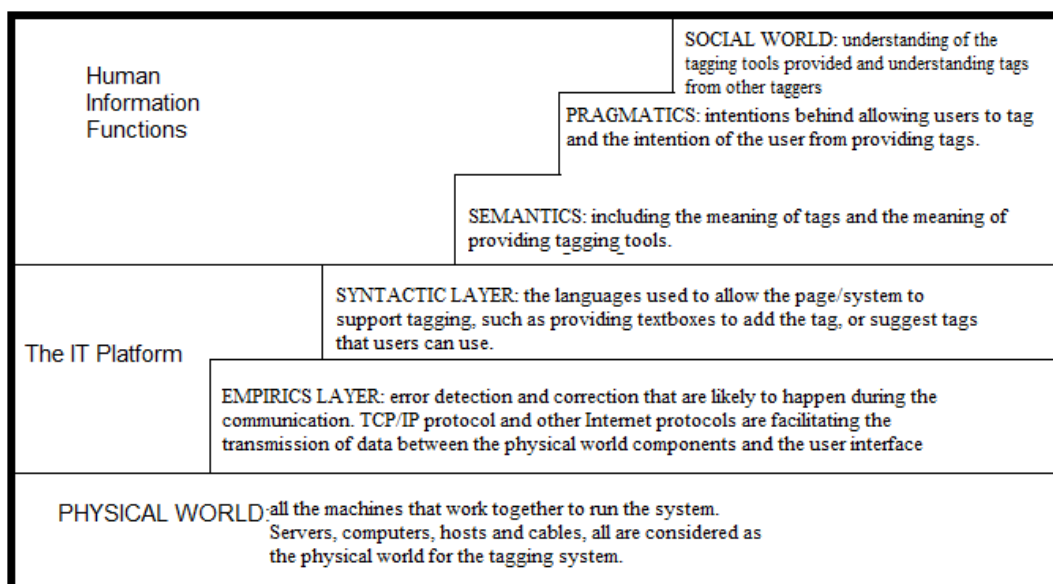 SOCIAL WORLD: understanding of the
tagging tools provided and understanding tags
from other taggers
Human
Information
Functions
PRAGMATICS: intentions behind allowing users to tag
and the intention of the user from providing tags.
SEMANTICS: including the meaning of tags and the meaning of
providing tagging tools.
SYNTACTIC LAYER: the languages used to allow the page/system to
support tagging, such as providing textboxes to add the tag, or suggest tags
that users can use.
The IT Platform
EMPIRICS LAYER: error detection and correction that are likely to happen during the
communication. TCP/IP protocol and other Internet protocols are facilitating the
transmission of data between the physical world components and the user interface
PHYSICAL WORLD: all the machines that work together to run the system.
Servers, computers, hosts and cables, all are considered as
the physical world for the tagging system.